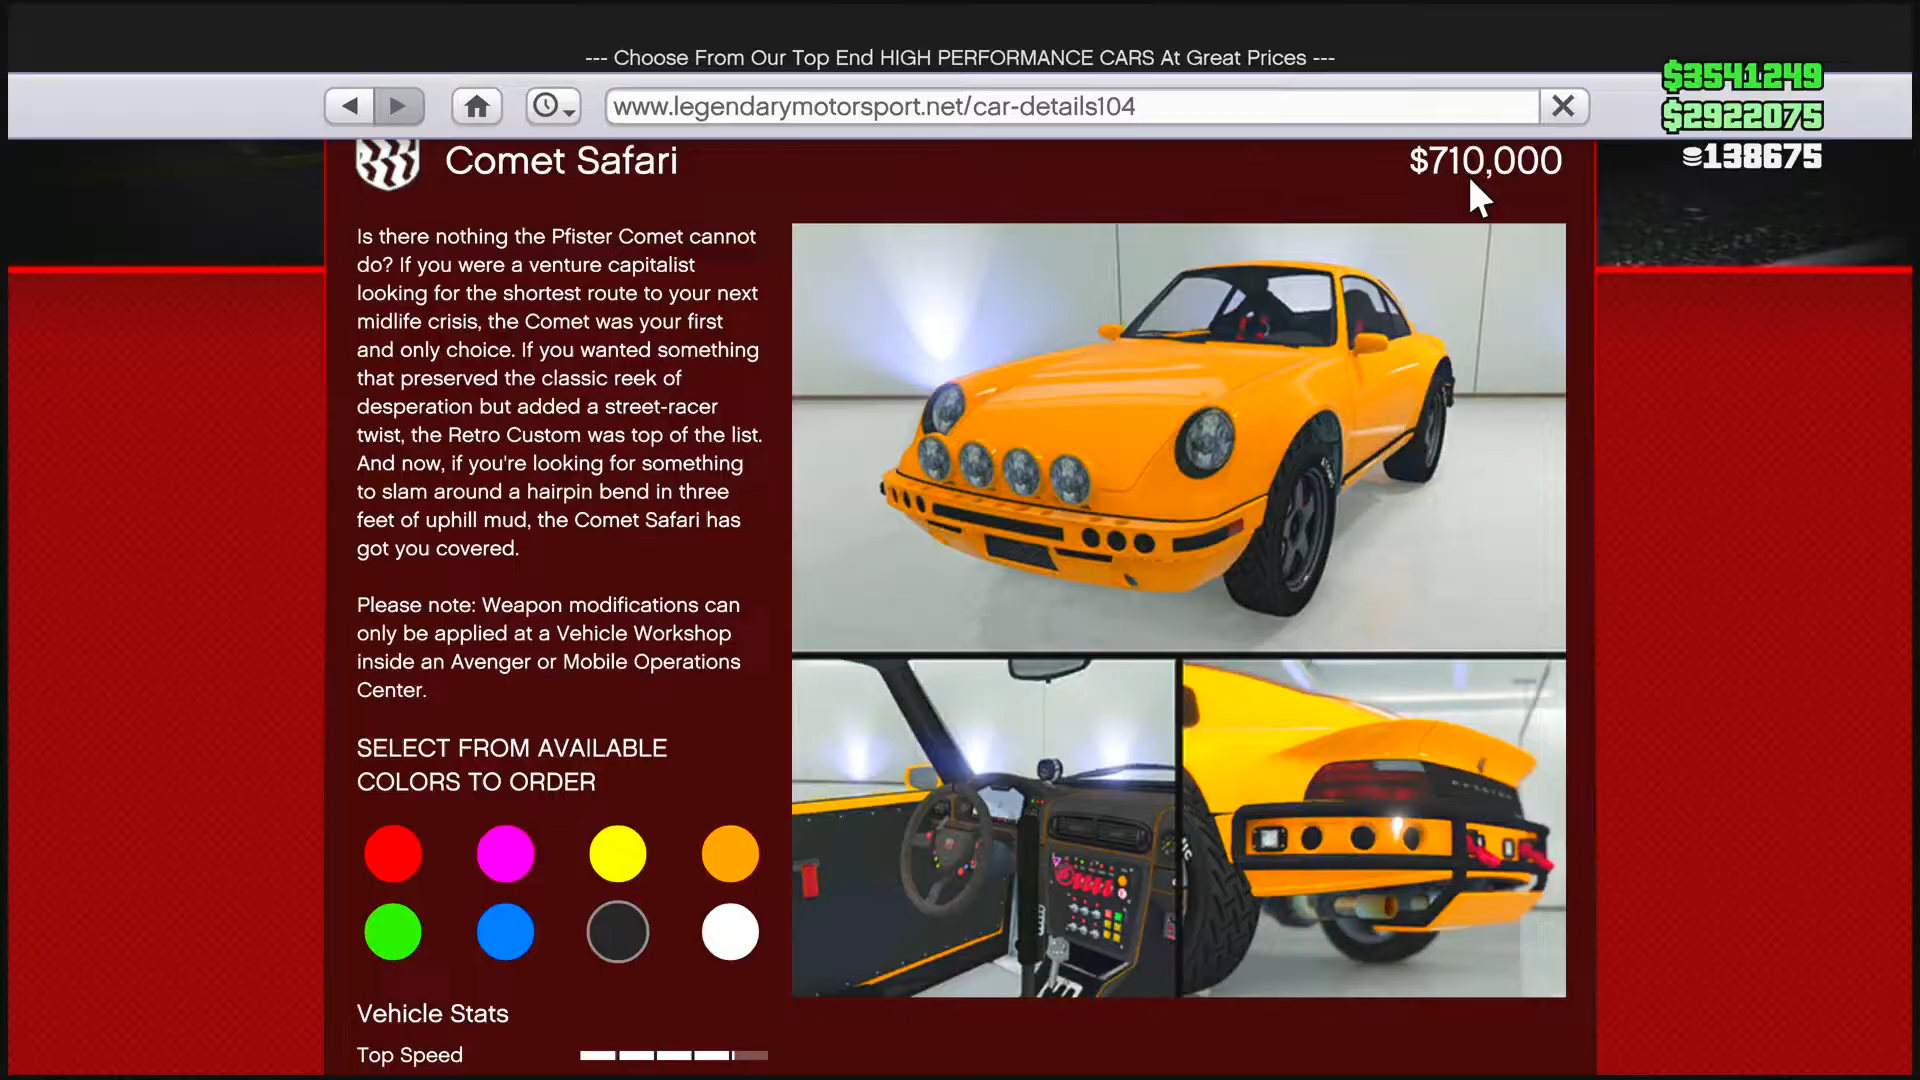 --- Choose From Our Top End HIGH PERFORMANCE CARS At Great Prices ---
www.legendarymotorsport.net/car-details104
$3541249
$2922075
138675
Comet Safari
$710,000
Is there nothing the Pfister Comet cannot
do? If you were a venture capitalist
looking for the shortest route to your next
midlife crisis, the Comet was your first
and only choice. If you wanted something
that preserved the classic reek of
desperation but added a street-racer
twist, the Retro Custom was top of the list.
And now, if you're looking for something
to slam around a hairpin bend in three
feet of uphill mud, the Comet Safari has
got you covered.
Please note: Weapon modifications can
only be applied at a Vehicle Workshop
inside an Avenger or Mobile Operations
Center.
SELECT FROM AVAILABLE
COLORS TO ORDER
Vehicle Stats
Top Speed